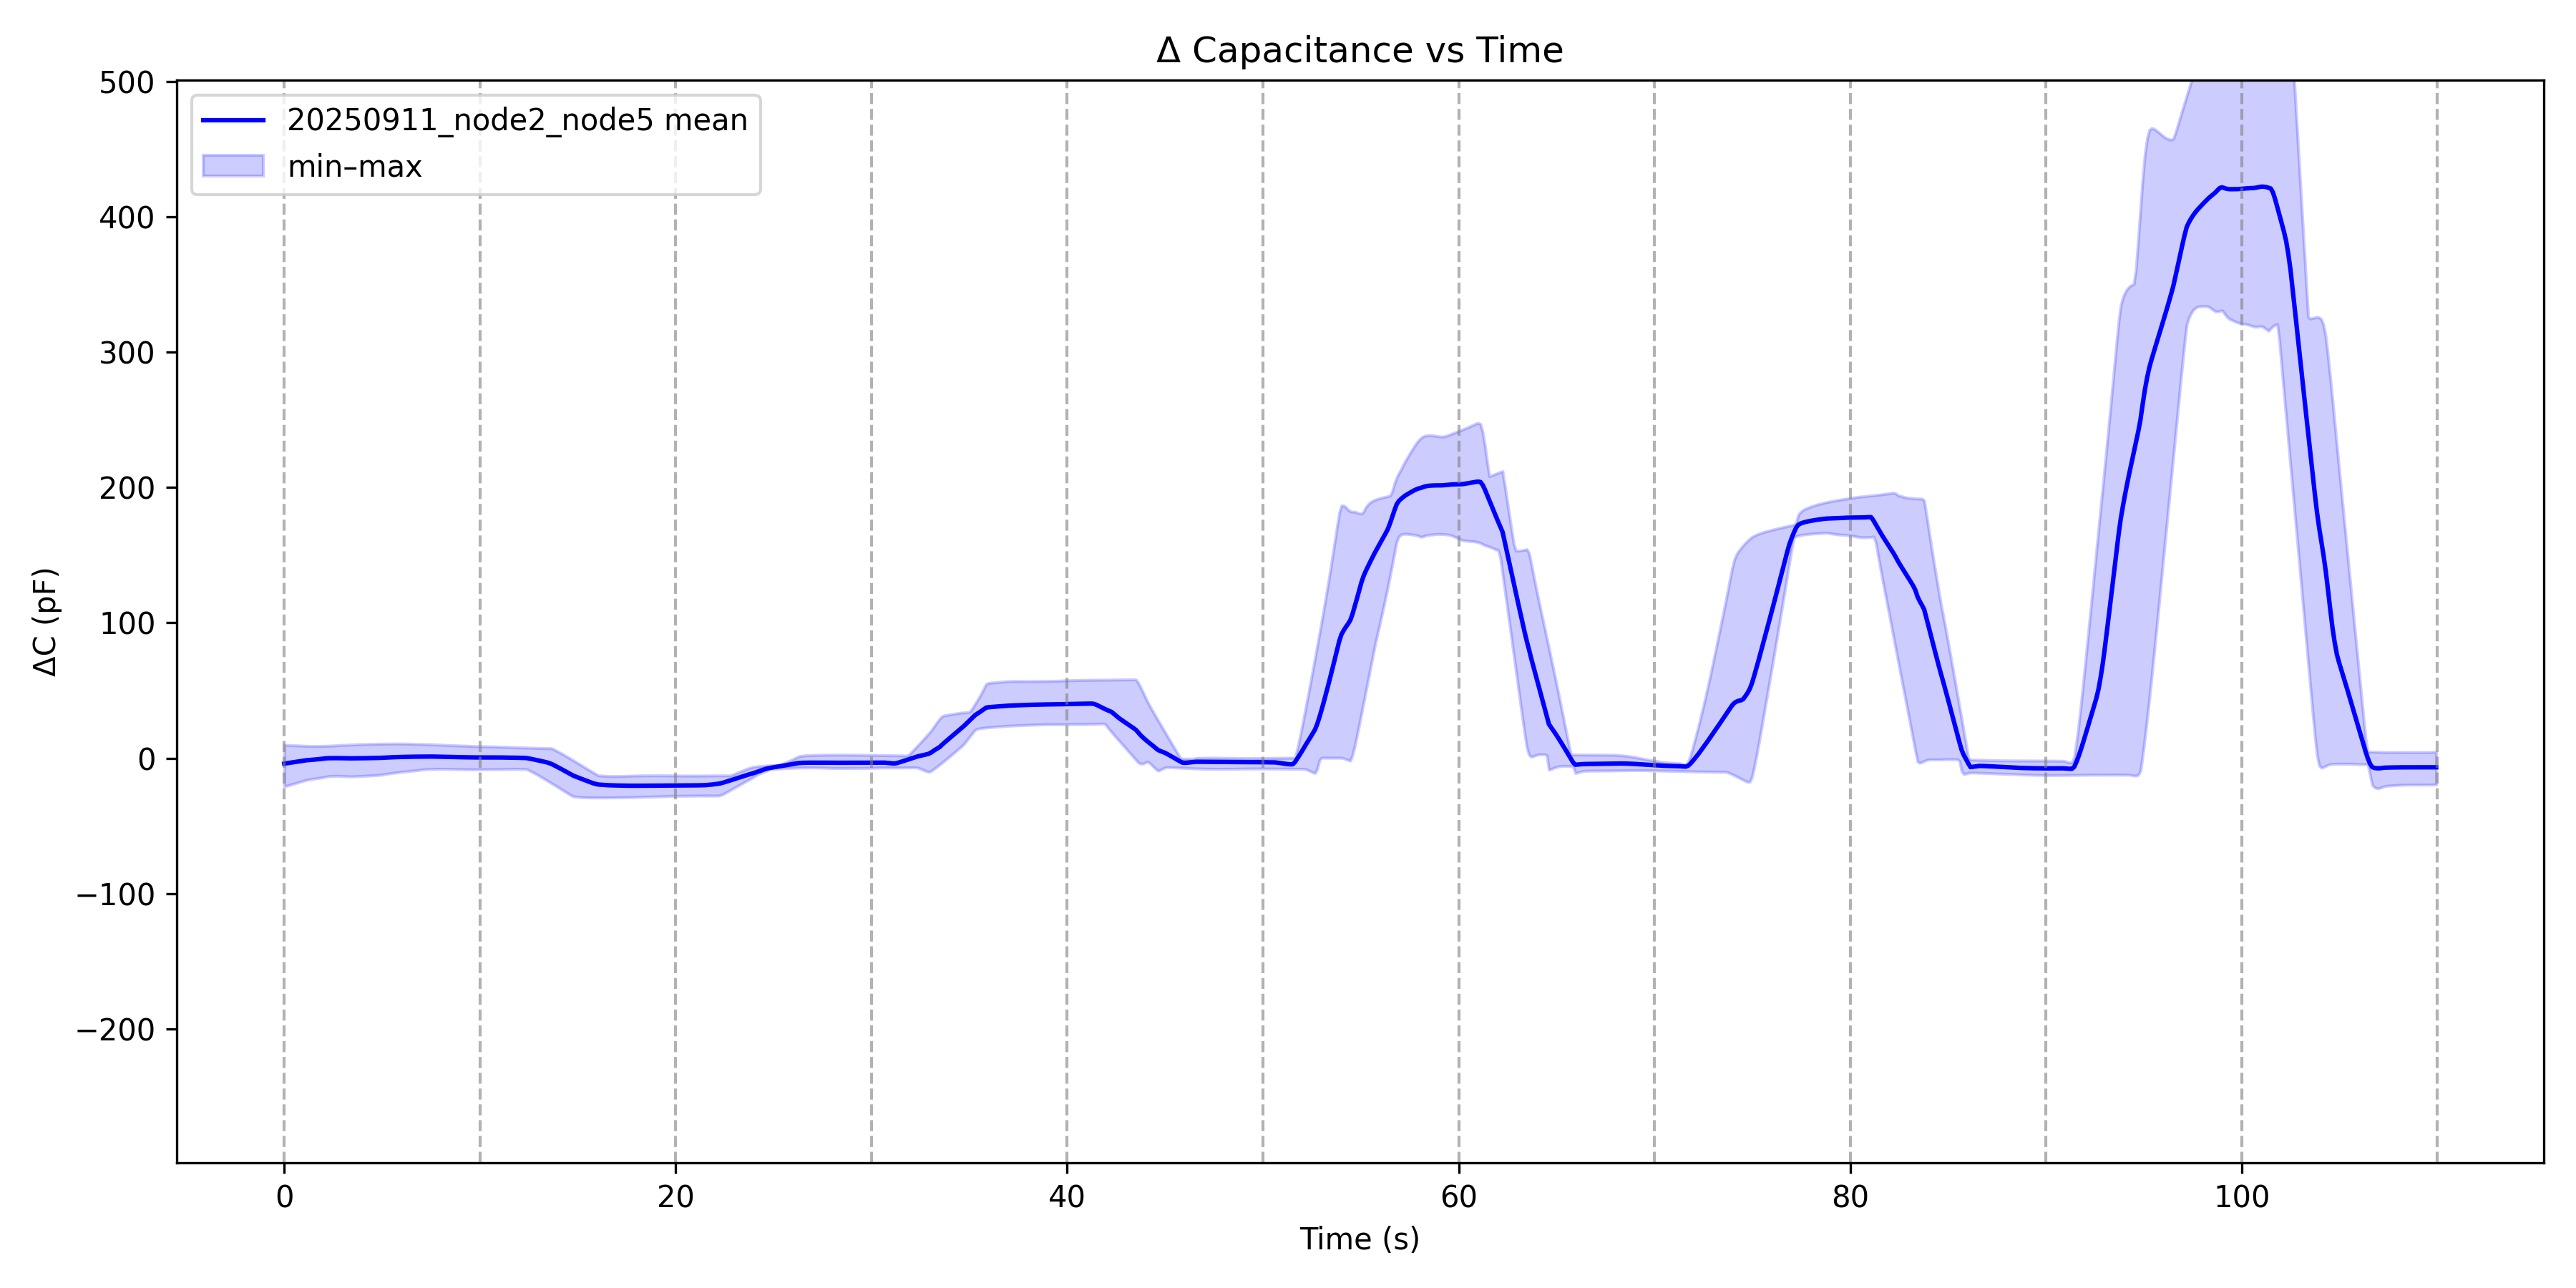 Δ Capacitance vs Time
500
400
300
200
100
0
−100
−200
ΔC (pF)
20250911_node2_node5 mean
min–max
0 20 40 60 80 100
Time (s)